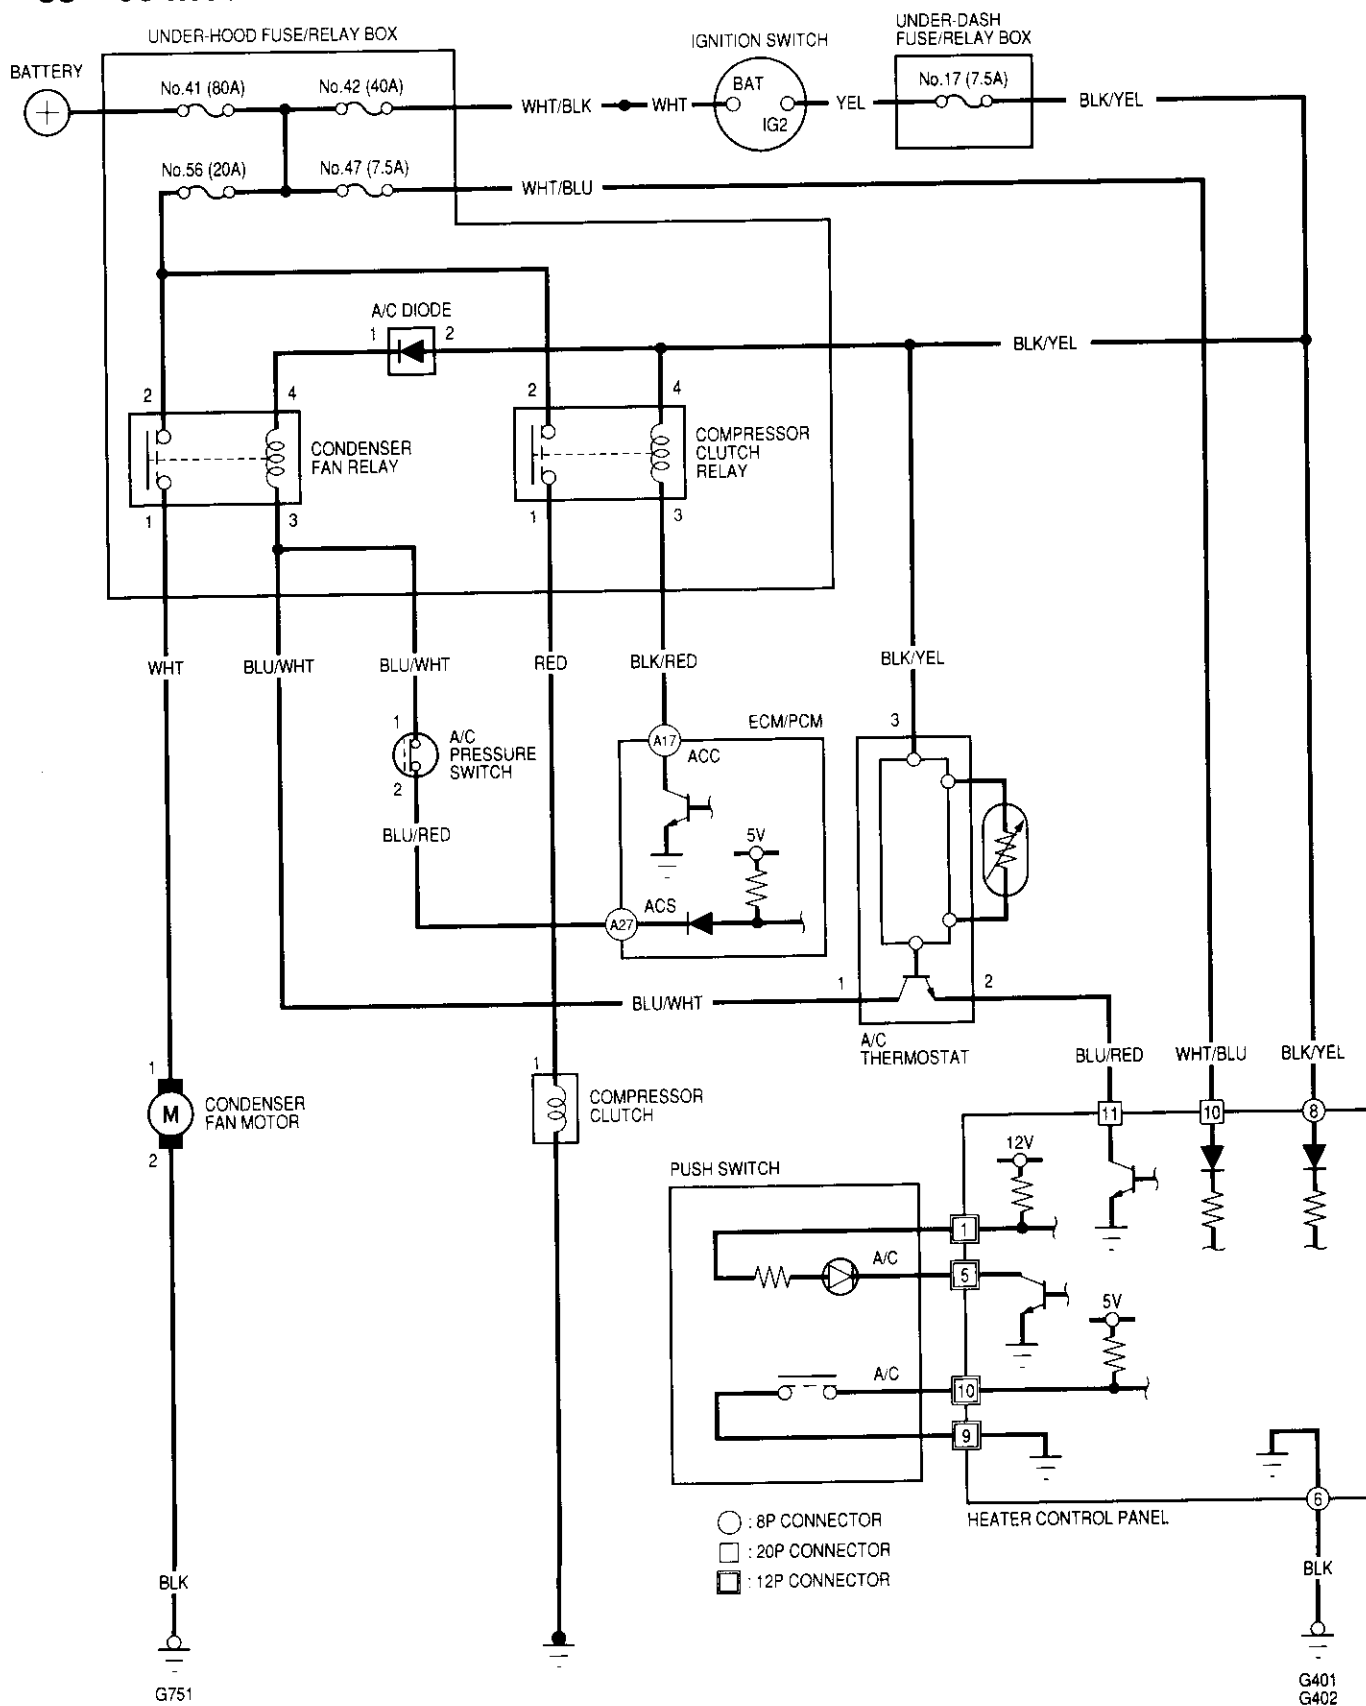 UNDER-HOOD FUSE/RELAY BOX
IGNITION SWITCH
UNDER-DASH
FUSE/RELAY BOX
BATTERY
No.41 (80A)
No.42 (40A)
WHT/BLK
WHT
BAT
IG2
YEL
No.17 (7.5A)
BLK/YEL
No.56 (20A)
No.47 (7.5A)
WHT/BLU
A/C DIODE
1
2
BLK/YEL
2
4
2
4
CONDENSER
FAN RELAY
COMPRESSOR
CLUTCH
RELAY
1
3
1
3
WHT
BLU/WHT
BLU/WHT
RED
BLK/RED
BLK/YEL
1
A/C
PRESSURE
SWITCH
2
BLU/RED
ECM/PCM
A17
ACC
5V
A27
ACS
3
BLU/WHT
1
2
A/C
THERMOSTAT
BLU/RED
WHT/BLU
BLK/YEL
1
M
CONDENSER
FAN MOTOR
2
1
COMPRESSOR
CLUTCH
11
10
8
PUSH SWITCH
12V
1
A/C
5
5V
A/C
10
9
6
HEATER CONTROL PANEL
: 8P CONNECTOR
: 20P CONNECTOR
: 12P CONNECTOR
BLK
BLK
G751
G401
G402